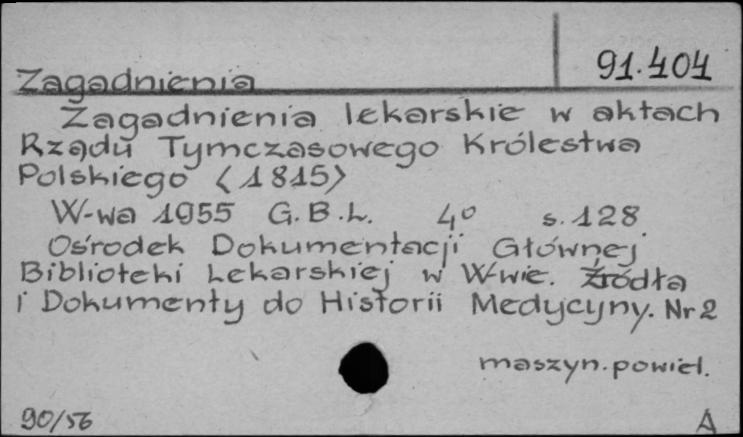 91.404
Zagadnienia
Zagadnienia lekarskie w aktach
Rządu Tymczasowego Królestwa
Polskiego <1815>
W-wa 1955 G.B.L. 4° s.128
Ośrodek Dokumentacji Głównej
Biblioteki Lekarskiej w W-wie. Źródła
i Dokumenty do Historii Medycyny. Nr 2
maszyn.powiel.
90/56
A